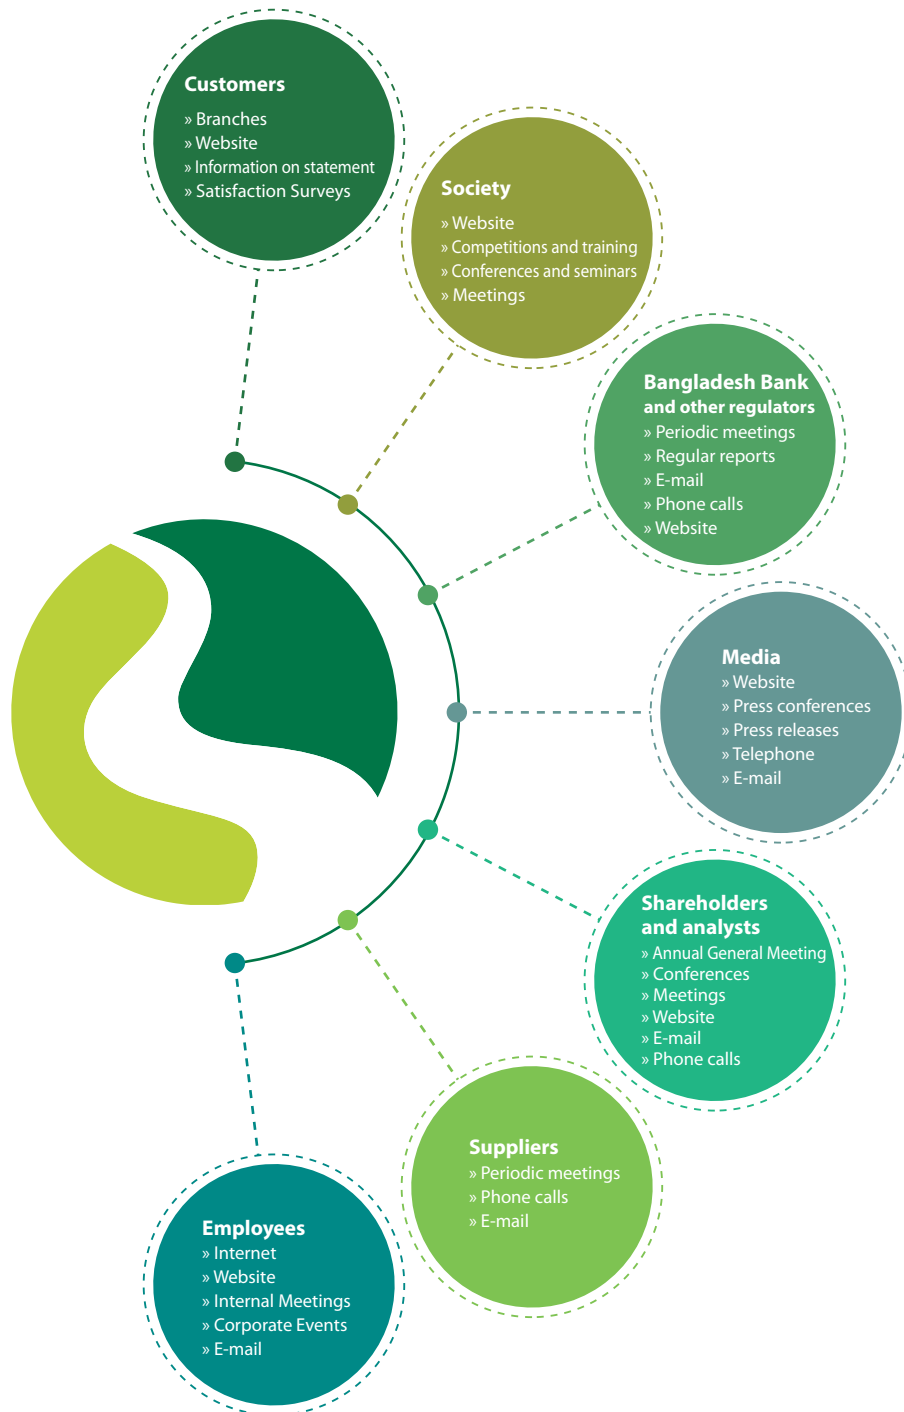 Customers
» Branches
» Website
» Information on statement
» Satisfaction Surveys
Society
» Website
» Competitions and training
» Conferences and seminars
» Meetings
Bangladesh Bank
and other regulators
» Periodic meetings
» Regular reports
» E-mail
» Phone calls
» Website
Media
» Website
» Press conferences
» Press releases
» Telephone
» E-mail
Shareholders
and analysts
» Annual General Meeting
» Conferences
» Meetings
» Website
» E-mail
» Phone calls
Suppliers
» Periodic meetings
» Phone calls
» E-mail
Employees
» Internet
» Website
» Internal Meetings
» Corporate Events
» E-mail